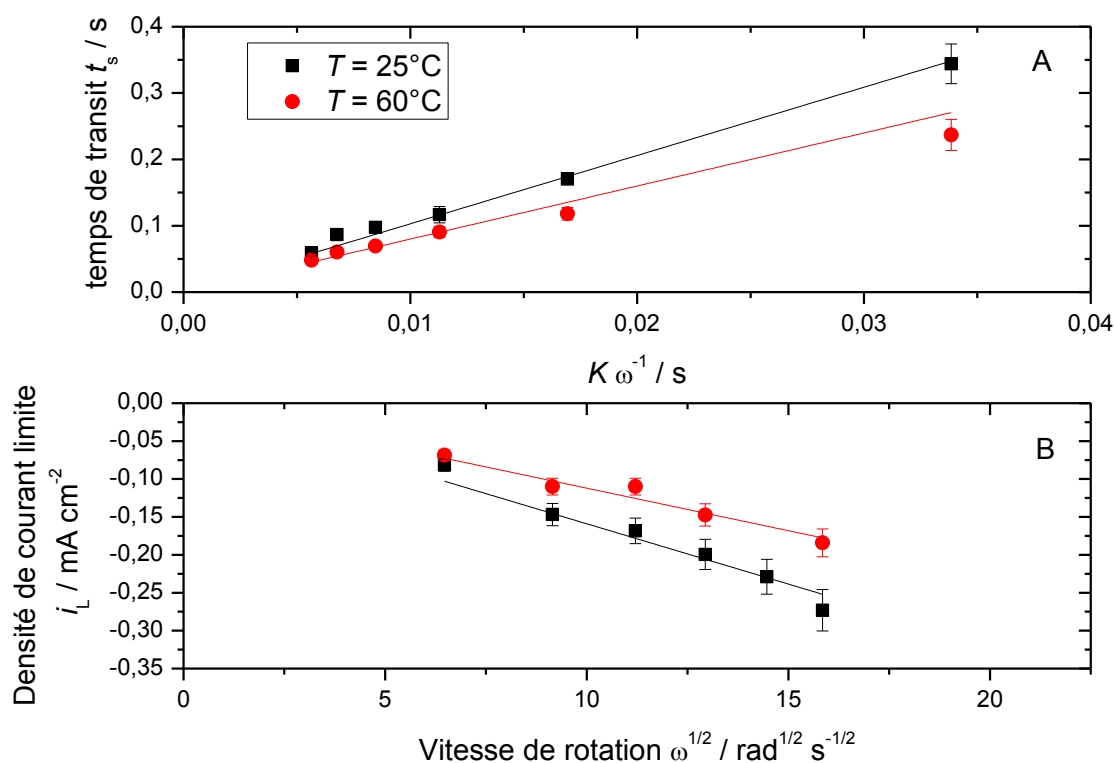 0,4
0,3
0,2
0,1
0,0
temps de transit tₛ / s
T = 25°C
T = 60°C
A
0,00
0,01
0,02
0,03
0,04
K ω⁻¹ / s
0,00
-0,05
-0,10
-0,15
-0,20
-0,25
-0,30
-0,35
Densité de courant limite
i_L / mA cm⁻²
B
0
5
10
15
20
Vitesse de rotation ω^1/2 / rad^1/2 s^-1/2